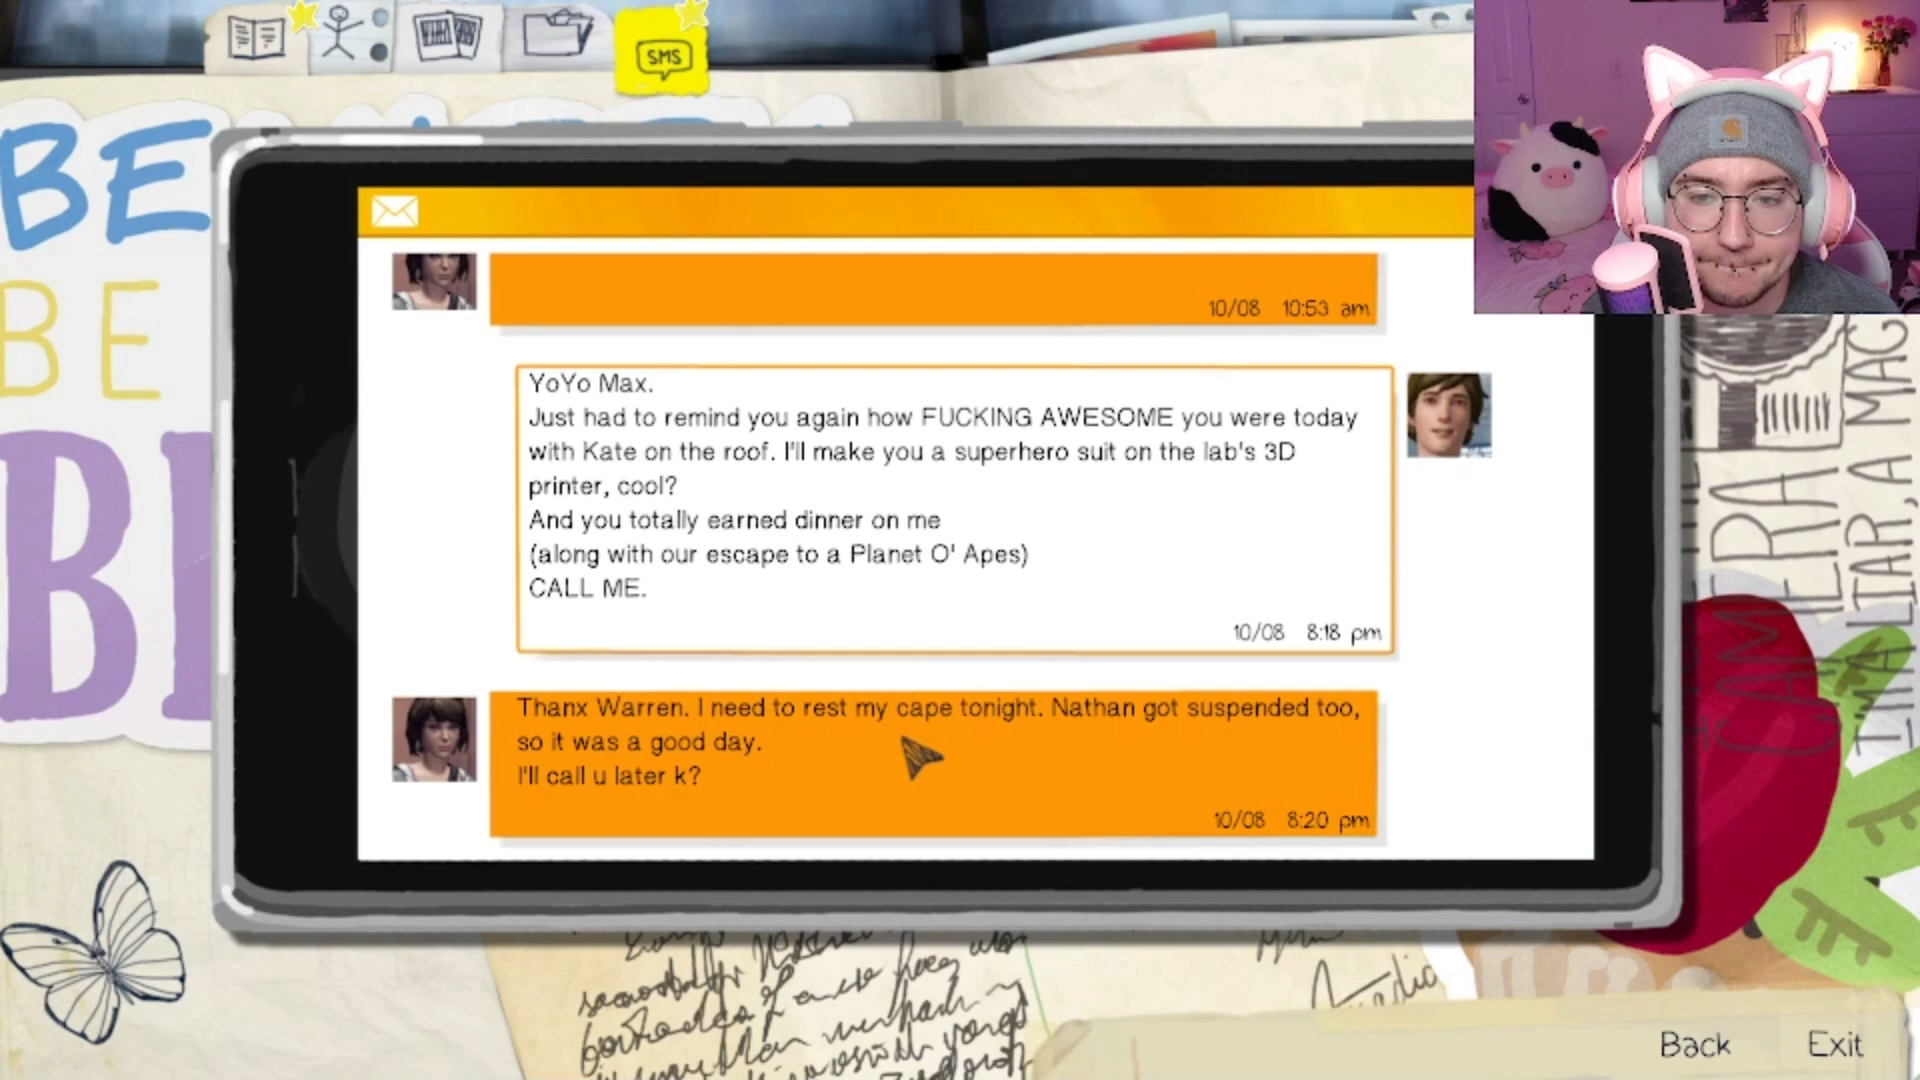 SMS
BE
BE
10/08 10:53 am
YoYo Max.
Just had to remind you again how FUCKING AWESOME you were today
with Kate on the roof. I'll make you a superhero suit on the lab's 3D
printer, cool?
And you totally earned dinner on me
(along with our escape to a Planet O' Apes)
CALL ME.
10/08 8:18 pm
Thanx Warren. I need to rest my cape tonight. Nathan got suspended too,
so it was a good day.
I'll call u later k?
10/08 8:20 pm
Back
Exit